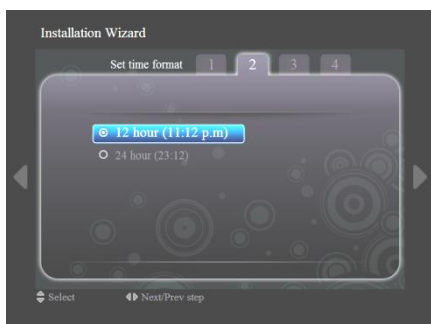 Installation Wizard
Set time format 1 2 3 4
12 hour (11:12 p.m)
24 hour (23:12)
Select Next/Prev step